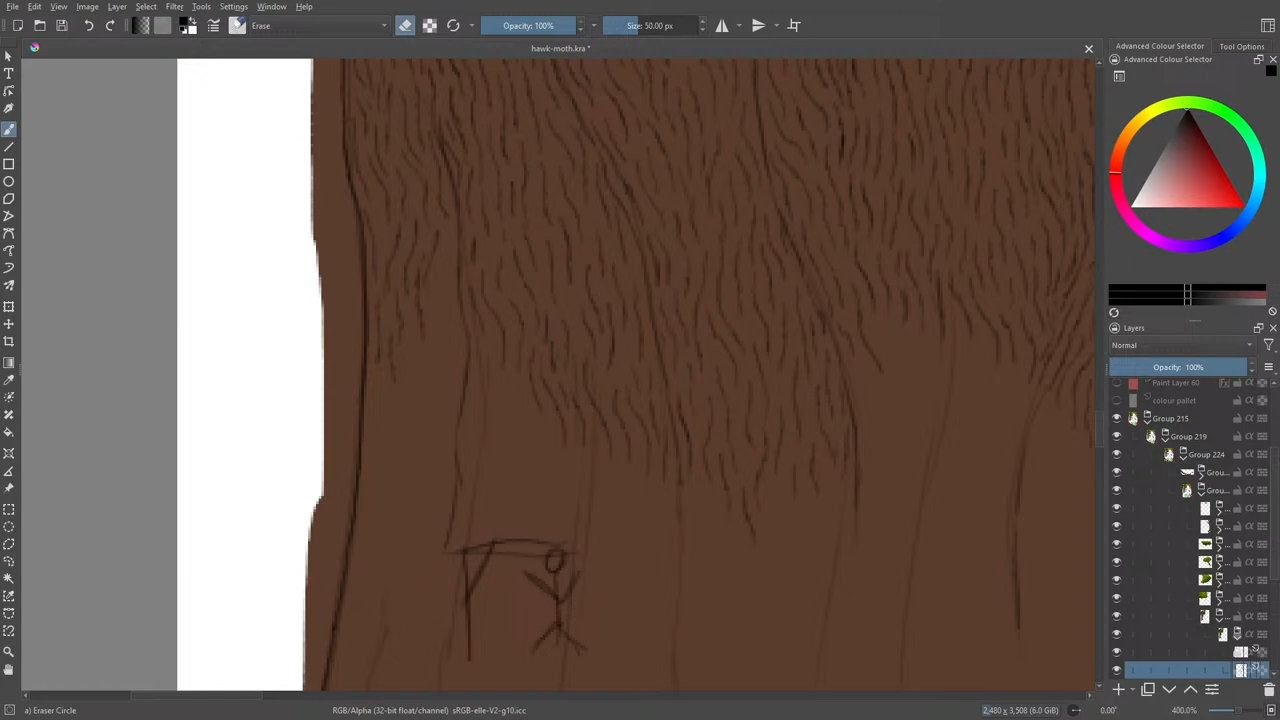 File Edit View Image Layer Select Filter Tools Settings Window Help
Erase Opacity: 100% Size: 50.00 px
hawk-moth.kra *
Advanced Colour Selector Tool Options
Advanced Colour Selector
Layers
Normal
Opacity: 100%
Paint Layer 60
colour pallet
Group 215
Group 219
Group 224
Grou...
Grou...
a) Eraser Circle RGB/Alpha (32-bit float/channel) sRGB-elle-V2-g10.icc 2,480 x 3,508 (6.0 GiB) 0.00° 400.0%